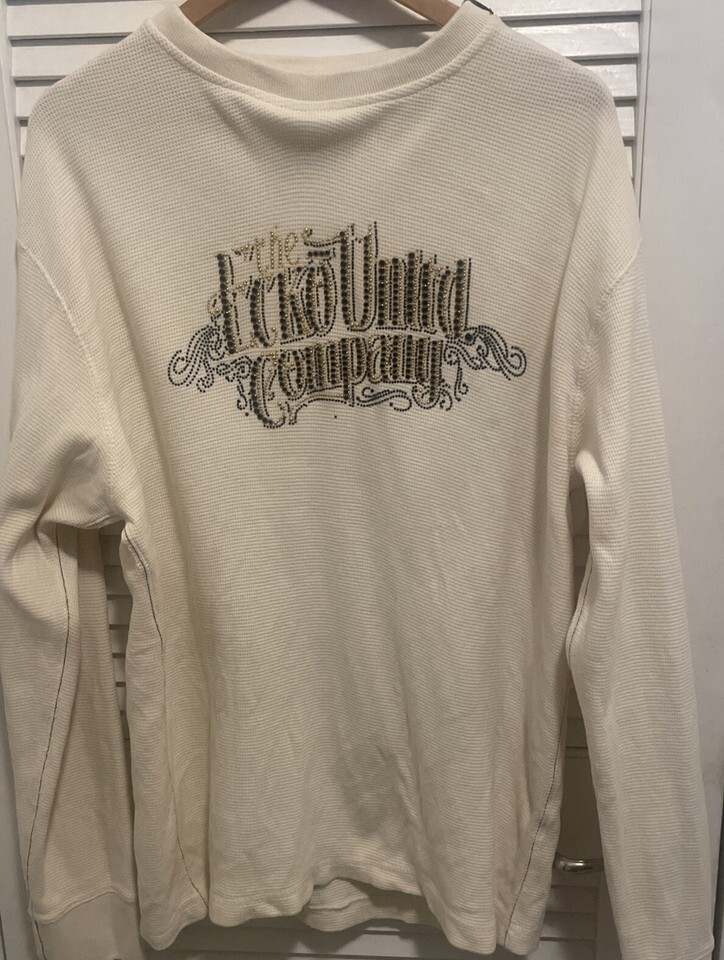 the
Ecko Unltd.
Company